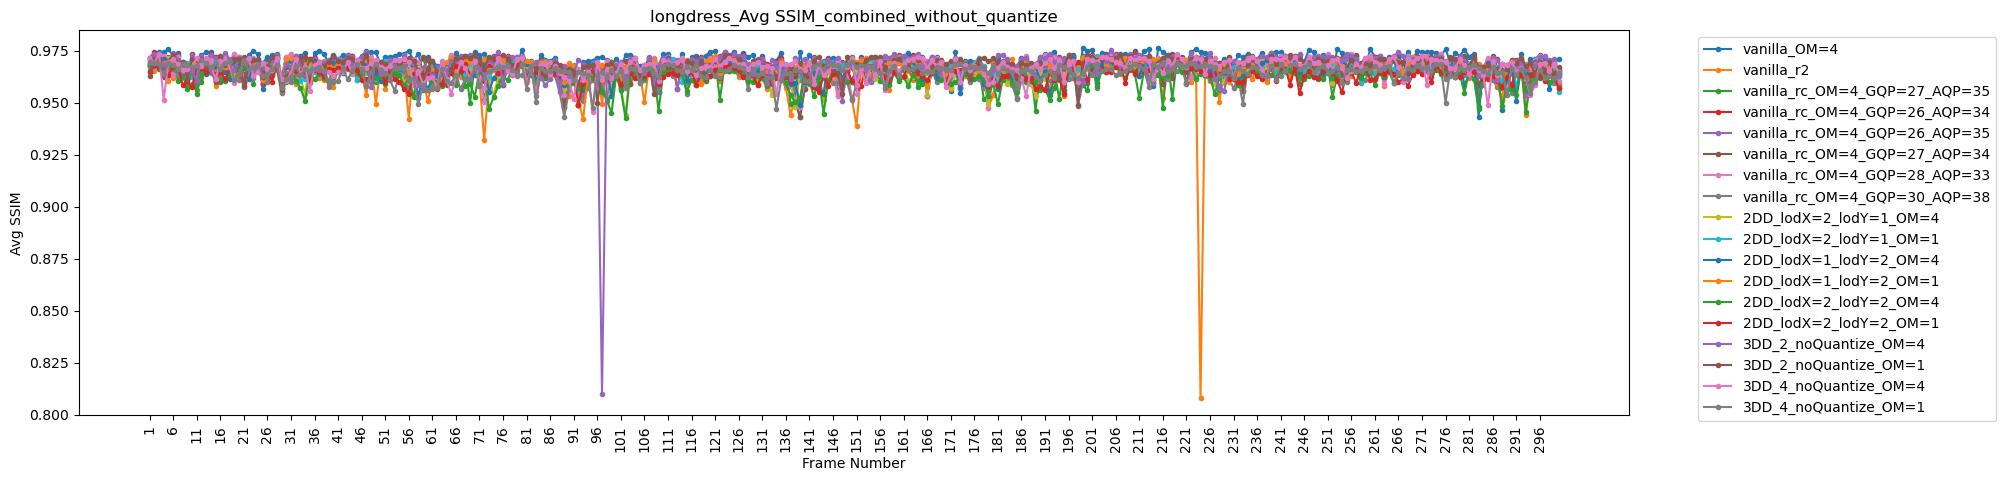 longdress_Avg SSIM_combined_without_quantize
Avg SSIM
0.975
0.950
0.925
0.900
0.875
0.850
0.825
0.800
1 6 11 16 21 26 31 36 41 46 51 56 61 66 71 76 81 86 91 96 101 106 111 116 121 126 131 136 141 146 151 156 161 166 171 176 181 186 191 196 201 206 211 216 221 226 231 236 241 246 251 256 261 266 271 276 281 286 291 296
Frame Number
vanilla_OM=4
vanilla_r2
vanilla_rc_OM=4_GQP=27_AQP=35
vanilla_rc_OM=4_GQP=26_AQP=34
vanilla_rc_OM=4_GQP=26_AQP=35
vanilla_rc_OM=4_GQP=27_AQP=34
vanilla_rc_OM=4_GQP=28_AQP=33
vanilla_rc_OM=4_GQP=30_AQP=38
2DD_lodX=2_lodY=1_OM=4
2DD_lodX=2_lodY=1_OM=1
2DD_lodX=1_lodY=2_OM=4
2DD_lodX=1_lodY=2_OM=1
2DD_lodX=2_lodY=2_OM=4
2DD_lodX=2_lodY=2_OM=1
3DD_2_noQuantize_OM=4
3DD_2_noQuantize_OM=1
3DD_4_noQuantize_OM=4
3DD_4_noQuantize_OM=1